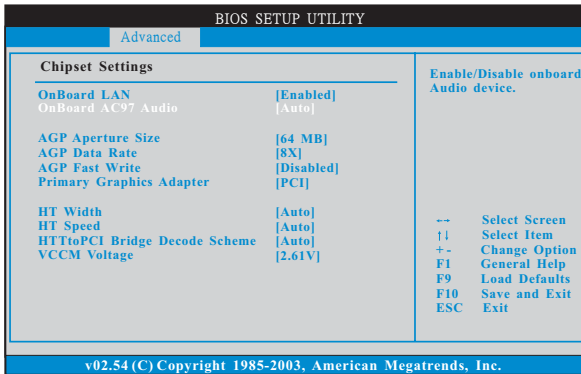 BIOS SETUP UTILITY
Advanced
Chipset Settings
OnBoard LAN [Enabled]
OnBoard AC97 Audio [Auto]
AGP Aperture Size [64 MB]
AGP Data Rate [8X]
AGP Fast Write [Disabled]
Primary Graphics Adapter [PCI]
HT Width [Auto]
HT Speed [Auto]
HTTtoPCI Bridge Decode Scheme [Auto]
VCCM Voltage [2.61V]
Enable/Disable onboard
Audio device.
←→ Select Screen
↑↓ Select Item
+- Change Option
F1 General Help
F9 Load Defaults
F10 Save and Exit
ESC Exit
v02.54 (C) Copyright 1985-2003, American Megatrends, Inc.